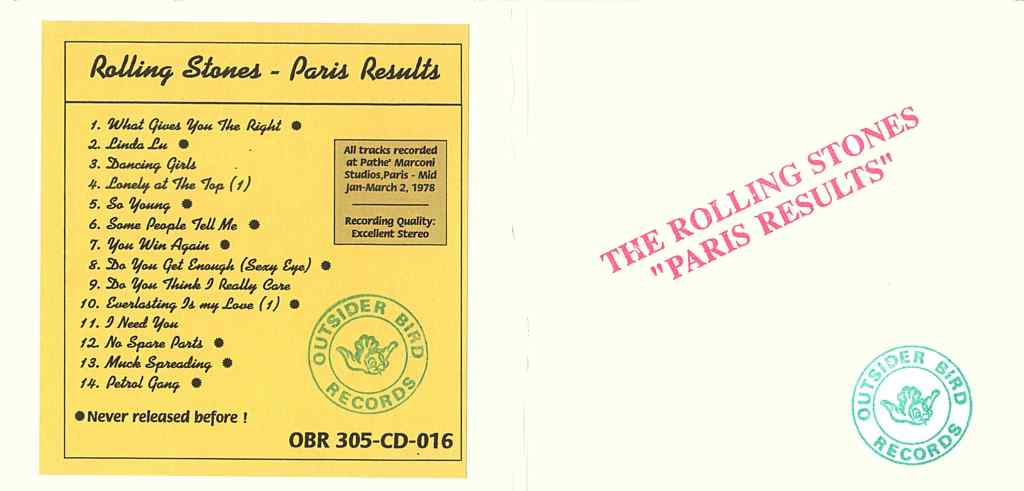 Rolling Stones - Paris Results
1. What Gives You The Right ●
2. Linda Lu ●
3. Dancing Girls
4. Lonely at The Top (1)
5. So Young ●
6. Some People Tell Me ●
7. You Win Again ●
8. Do You Get Enough (Sexy Eye) ●
9. Do You Think I Really Care
10. Everlasting Is my Love (1) ●
11. I Need You
12. No Spare Parts ●
13. Muck Spreading ●
14. Petrol Gang ●
● Never released before !
All tracks recorded
at Pathe' Marconi
Studios,Paris - Mid
Jan-March 2, 1978
Recording Quality:
Excellent Stereo
OUTSIDER BIRD
RECORDS
OBR 305-CD-016
THE ROLLING STONES
"PARIS RESULTS"
OUTSIDER BIRD
RECORDS